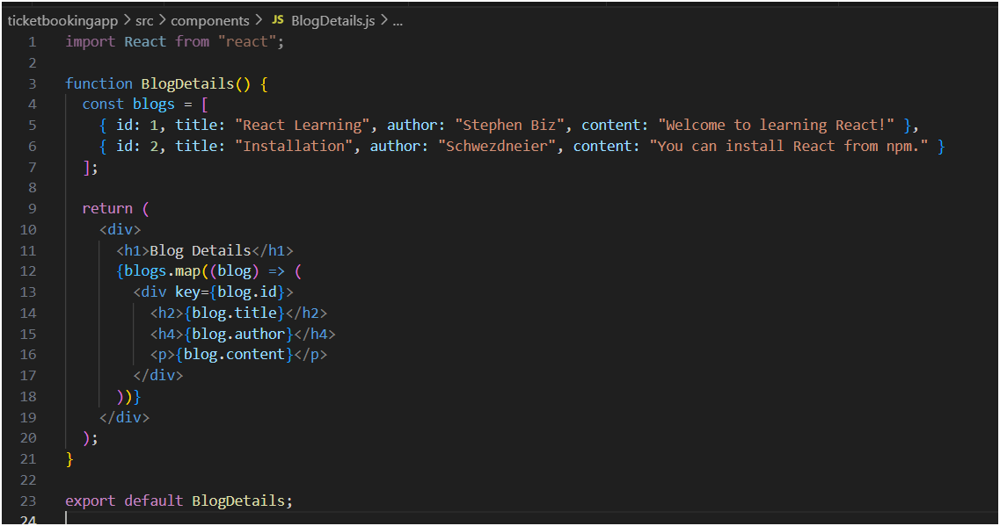 ticketbookingapp > src > components > JS BlogDetails.js > ...
1 import React from "react";
2
3 function BlogDetails() {
4   const blogs = [
5     { id: 1, title: "React Learning", author: "Stephen Biz", content: "Welcome to learning React!" },
6     { id: 2, title: "Installation", author: "Schwezdneier", content: "You can install React from npm." }
7   ];
8
9   return (
10     <div>
11       <h1>Blog Details</h1>
12       {blogs.map((blog) => (
13         <div key={blog.id}>
14           <h2>{blog.title}</h2>
15           <h4>{blog.author}</h4>
16           <p>{blog.content}</p>
17         </div>
18       ))}
19     </div>
20   );
21 }
22
23 export default BlogDetails;
24